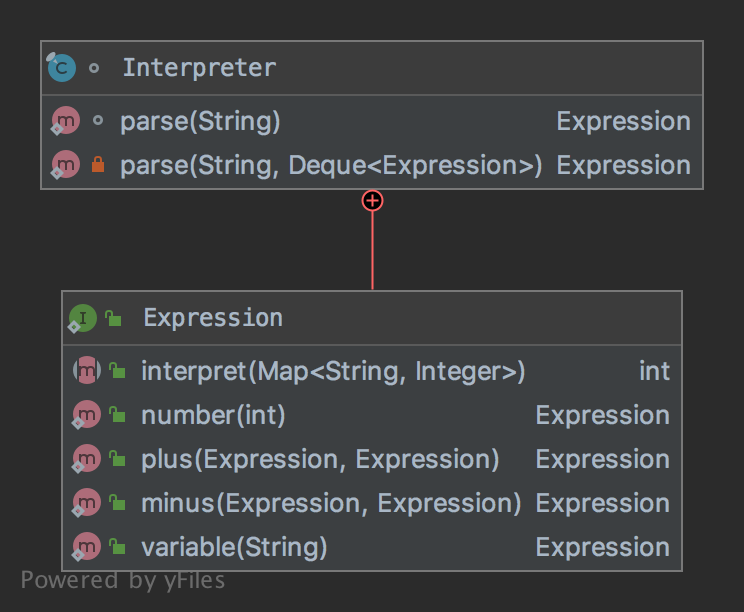 Interpreter
parse(String) Expression
parse(String, Deque<Expression>) Expression
Expression
interpret(Map<String, Integer>) int
number(int) Expression
plus(Expression, Expression) Expression
minus(Expression, Expression) Expression
variable(String) Expression
Powered by yFiles